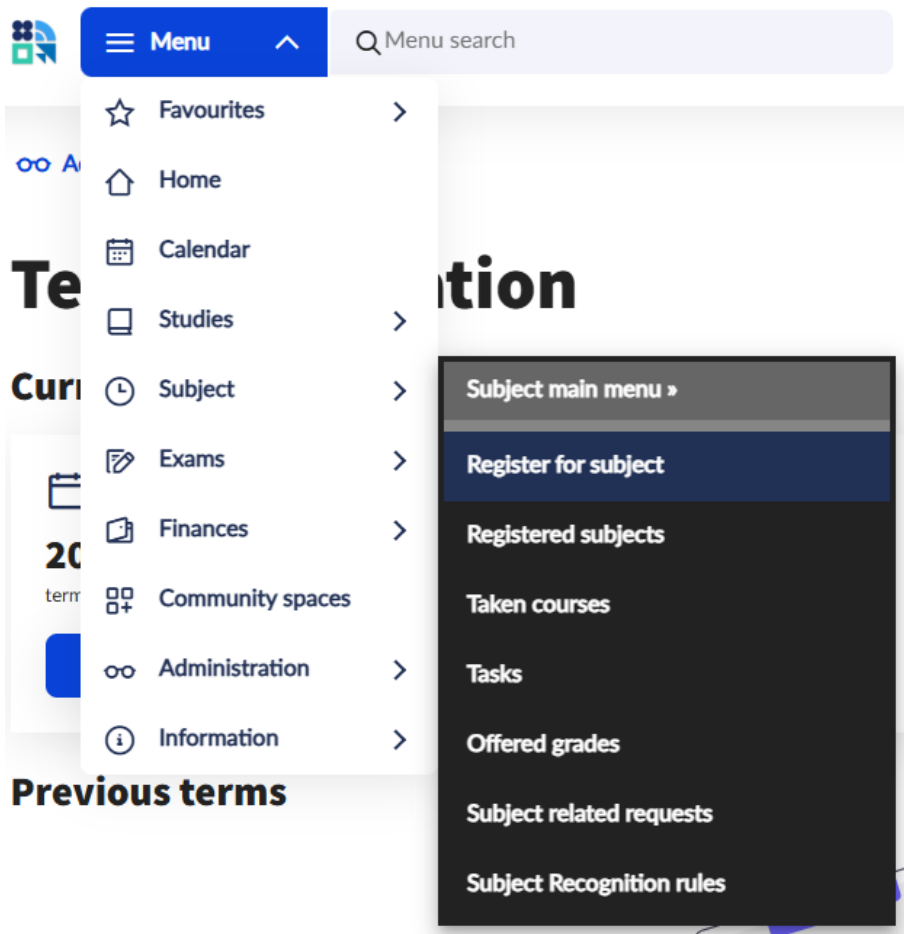 Menu
Menu search
Favourites
Home
Calendar
Studies
Subject
Exams
Finances
Community spaces
Administration
Information
Subject main menu »
Register for subject
Registered subjects
Taken courses
Tasks
Offered grades
Subject related requests
Subject Recognition rules
Previous terms